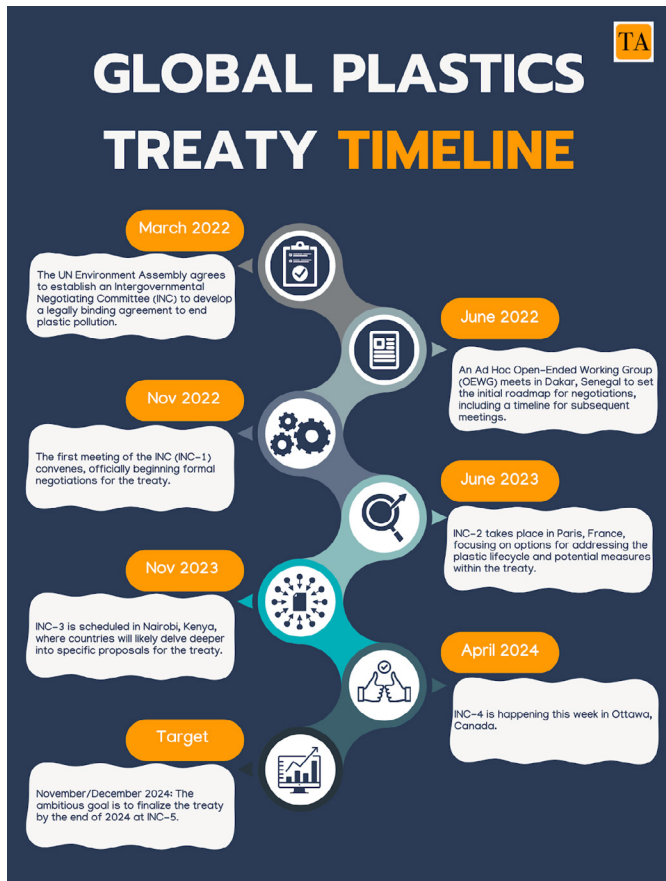 TA
GLOBAL PLASTICS
TREATY TIMELINE
March 2022
The UN Environment Assembly agrees
to establish an Intergovernmental
Negotiating Committee (INC) to develop
a legally binding agreement to end
plastic pollution.
June 2022
An Ad Hoc Open-Ended Working Group
(OEWG) meets in Dakar, Senegal to set
the initial roadmap for negotiations,
including a timeline for subsequent
meetings.
Nov 2022
The first meeting of the INC (INC-1)
convenes, officially beginning formal
negotiations for the treaty.
June 2023
INC-2 takes place in Paris, France,
focusing on options for addressing the
plastic lifecycle and potential measures
within the treaty.
Nov 2023
INC-3 is scheduled in Nairobi, Kenya,
where countries will likely delve deeper
into specific proposals for the treaty.
April 2024
INC-4 is happening this week in Ottawa,
Canada.
Target
November/December 2024: The
ambitious goal is to finalize the treaty
by the end of 2024 at INC-5.